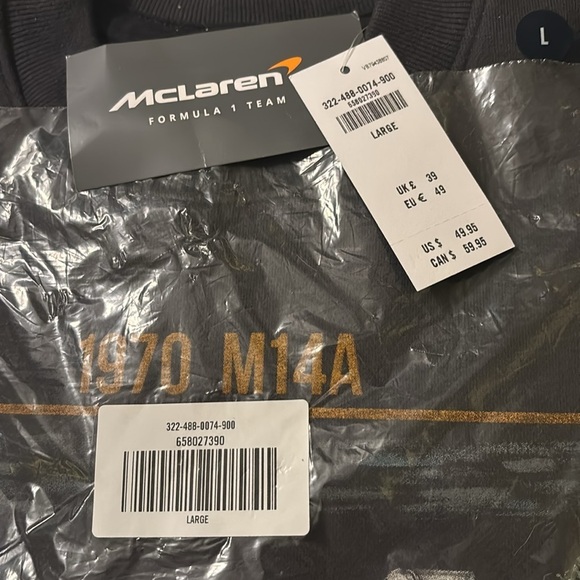 L
McLaren
FORMULA 1 TEAM
322-488-0074-900
658027390
LARGE
UK £ 39
EU € 49
US $ 49.95
CAN $ 59.95
1970 M14A
322-488-0074-900
658027390
LARGE